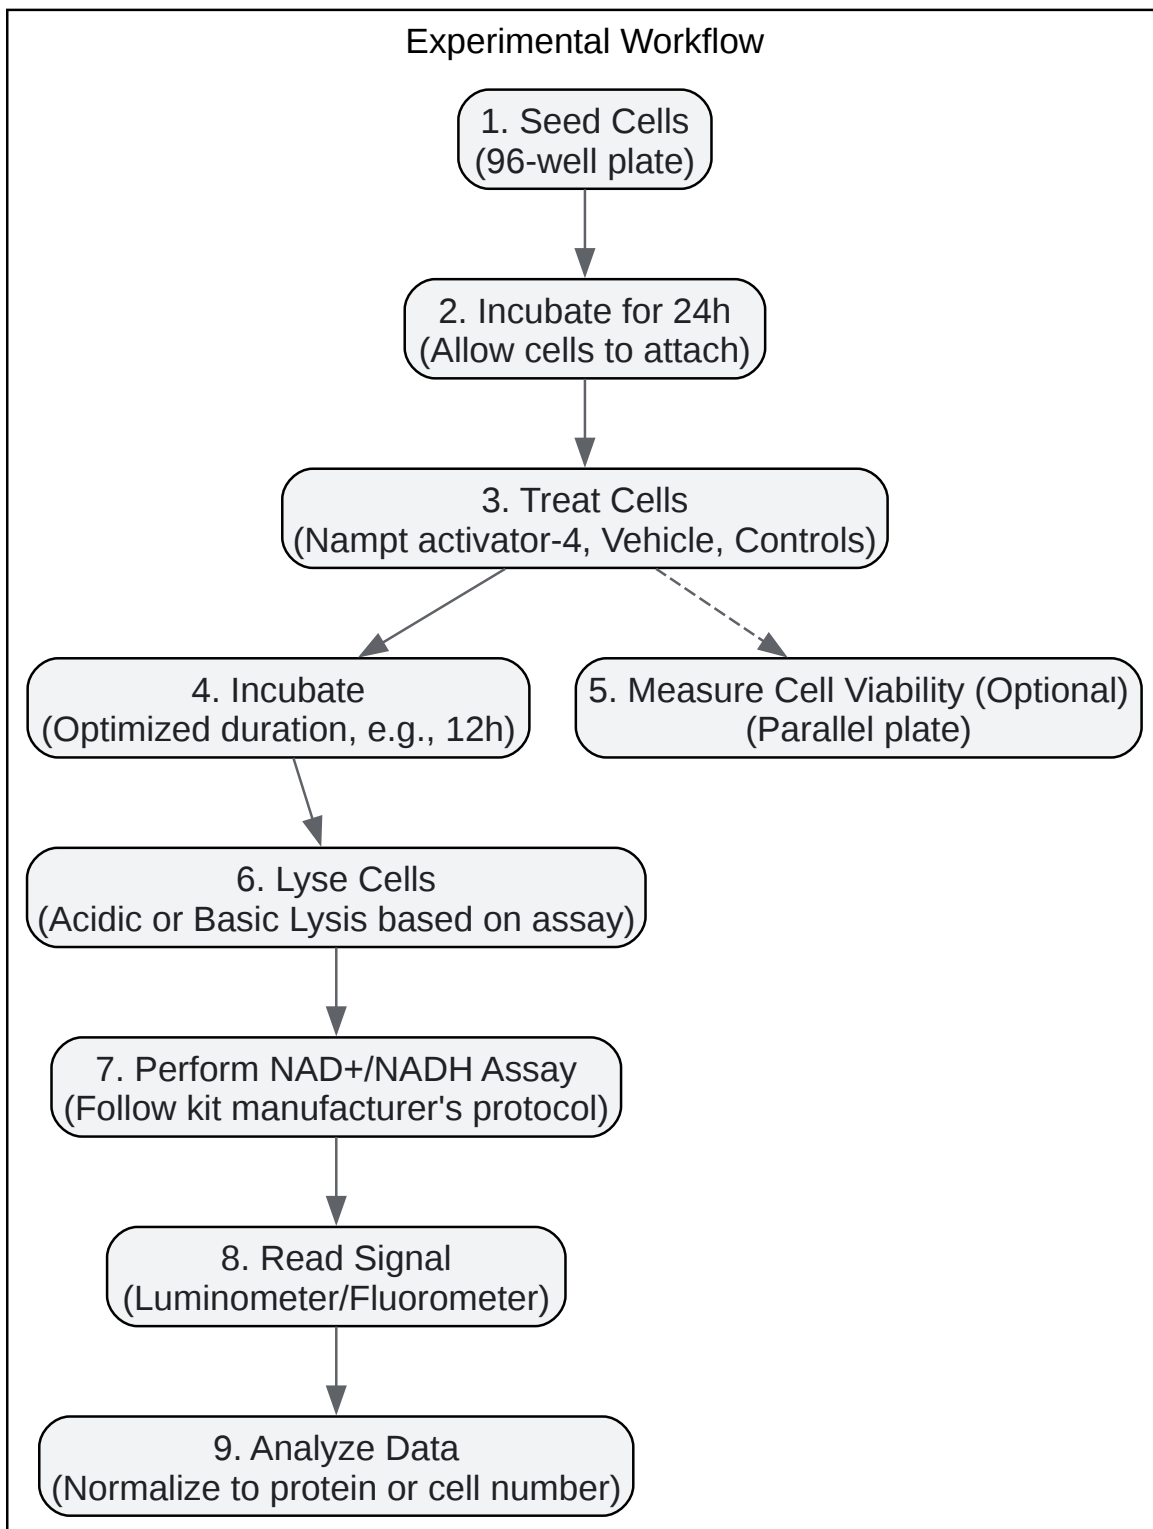 Experimental Workflow
1. Seed Cells
(96-well plate)
2. Incubate for 24h
(Allow cells to attach)
3. Treat Cells
(Nampt activator-4, Vehicle, Controls)
4. Incubate
(Optimized duration, e.g., 12h)
5. Measure Cell Viability (Optional)
(Parallel plate)
6. Lyse Cells
(Acidic or Basic Lysis based on assay)
7. Perform NAD+/NADH Assay
(Follow kit manufacturer's protocol)
8. Read Signal
(Luminometer/Fluorometer)
9. Analyze Data
(Normalize to protein or cell number)